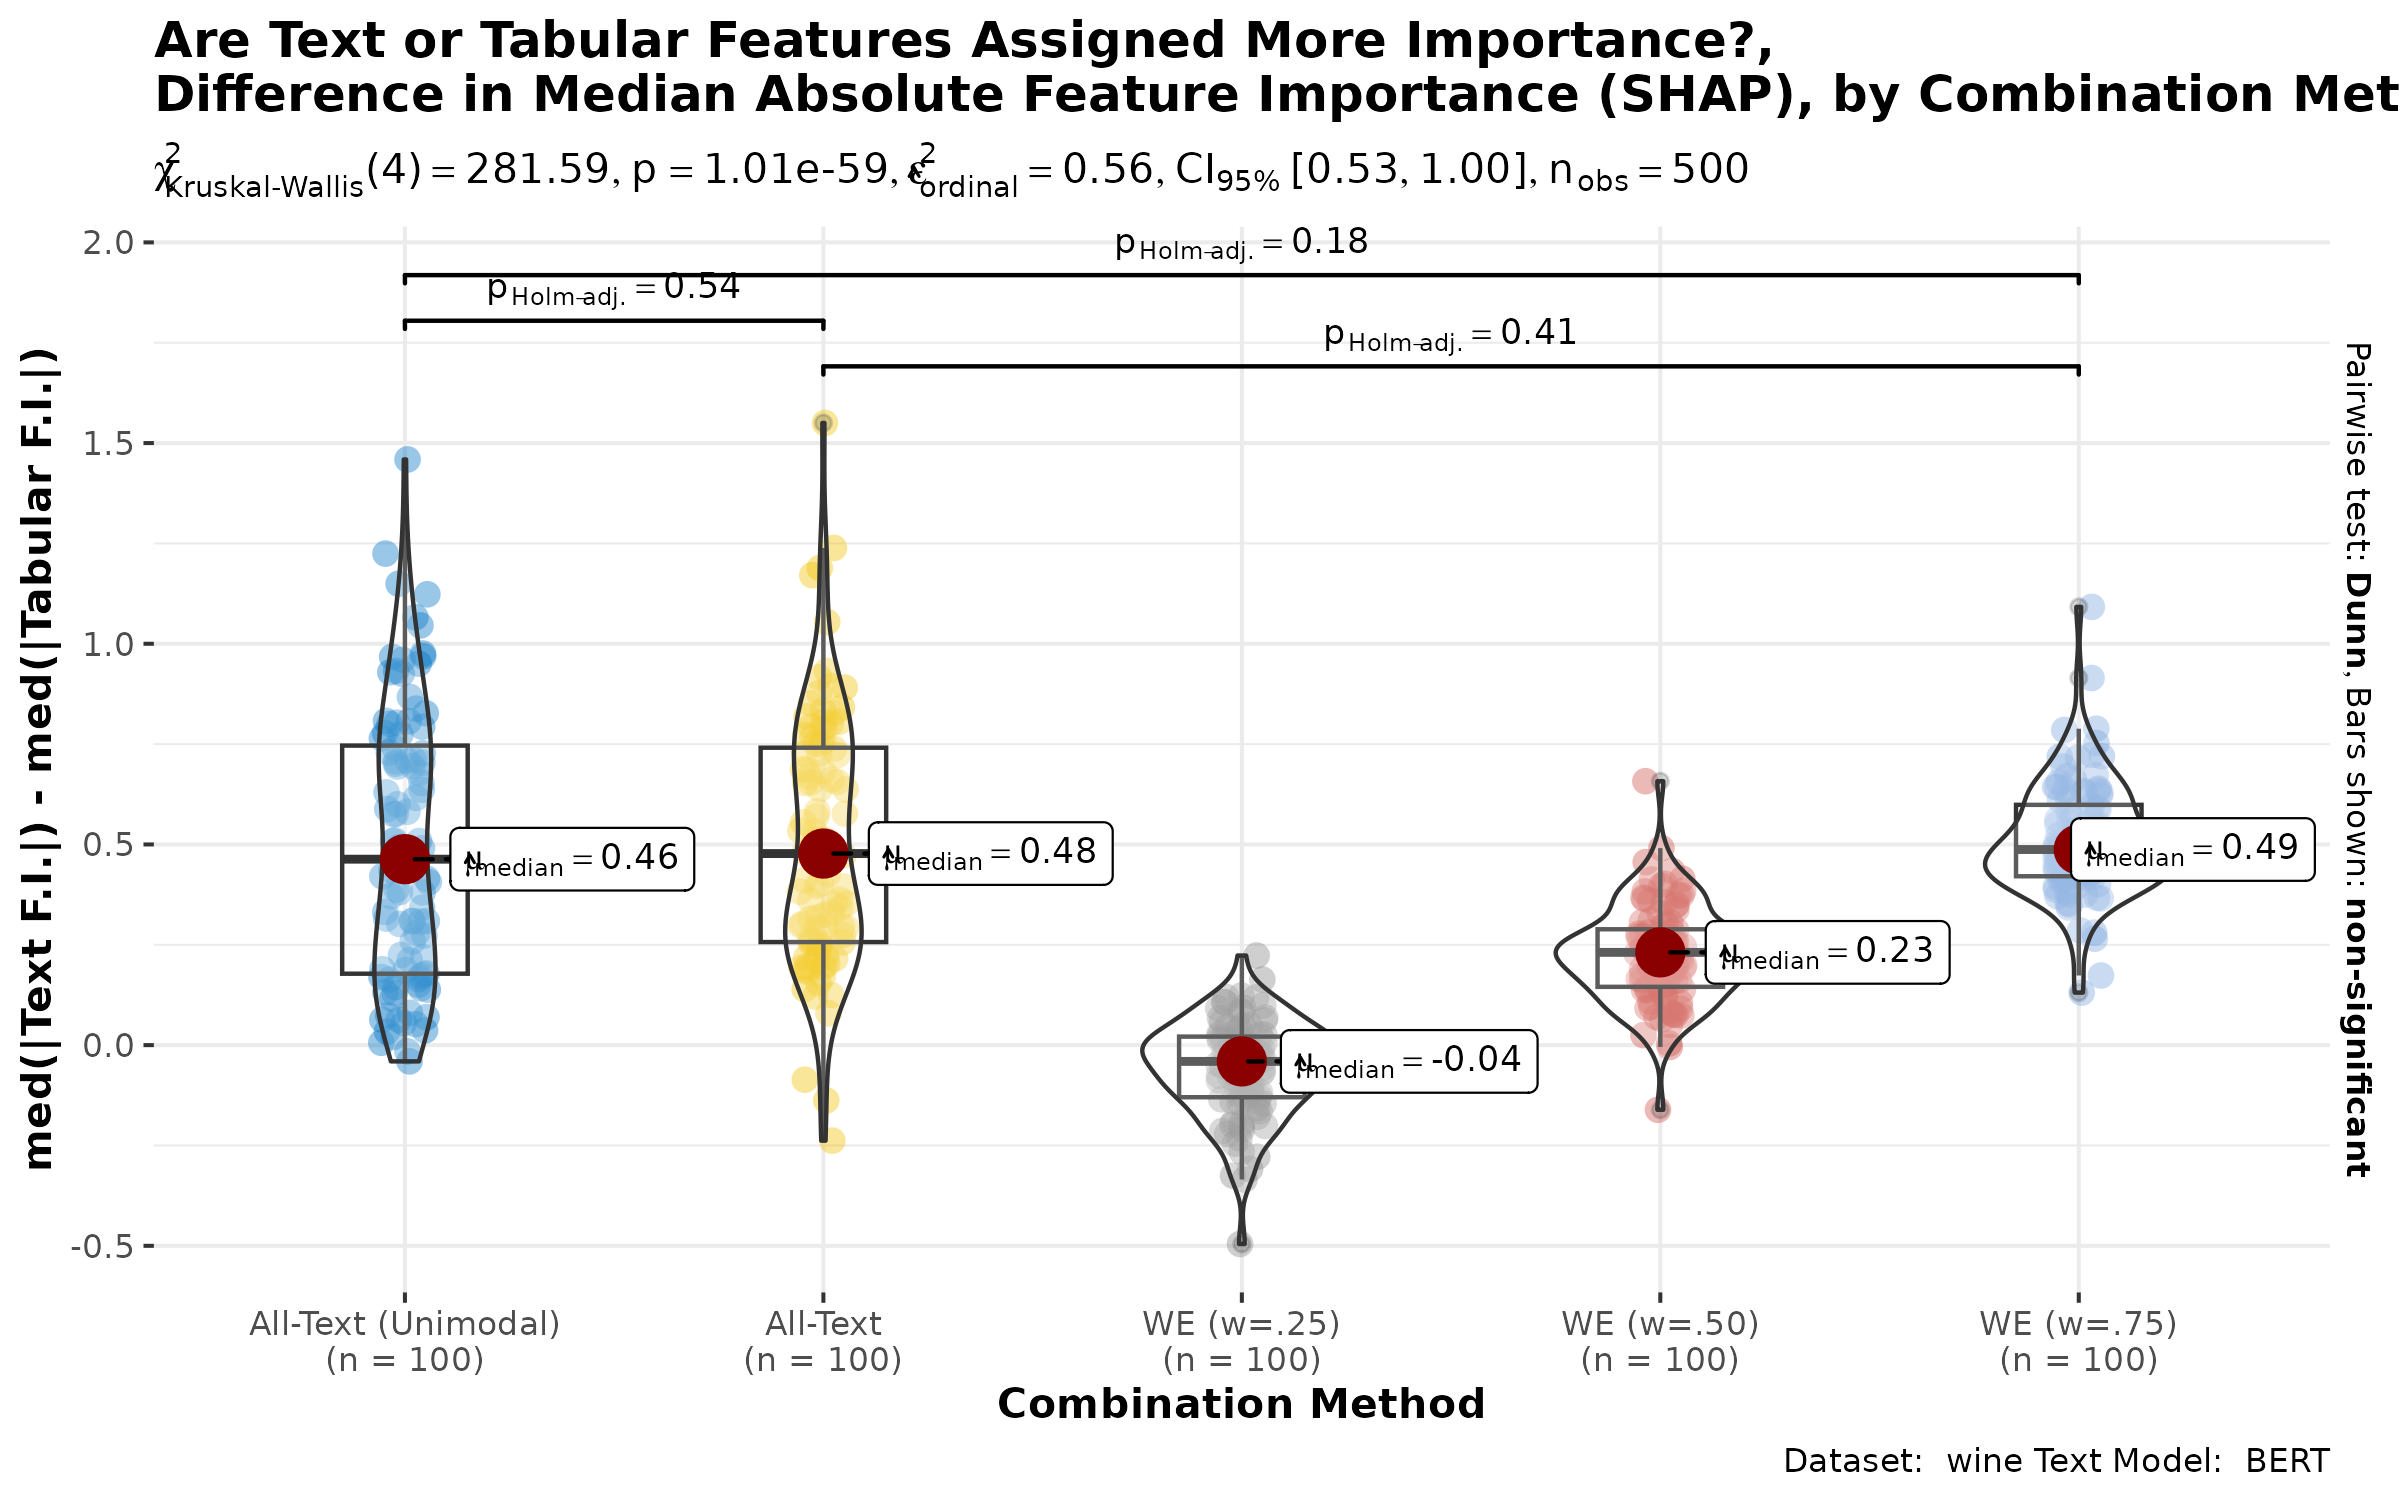 Are Text or Tabular Features Assigned More Importance?,
Difference in Median Absolute Feature Importance (SHAP), by Combination Met
χ²Kruskal-Wallis (4) = 281.59, p = 1.01e-59, ε²ordinal = 0.56, CI95% [0.53, 1.00], nobs = 500
pHolm-adj. = 0.18
pHolm-adj. = 0.54
pHolm-adj. = 0.41
med(|Text F.I.|) - med(|Tabular F.I.|)
2.0
1.5
1.0
0.5
0.0
-0.5
μ̂median = 0.46
μ̂median = 0.48
μ̂median = -0.04
μ̂median = 0.23
μ̂median = 0.49
Pairwise test: Dunn, Bars shown: non-significant
All-Text (Unimodal)
(n = 100)
All-Text
(n = 100)
WE (w=.25)
(n = 100)
WE (w=.50)
(n = 100)
WE (w=.75)
(n = 100)
Combination Method
Dataset: wine Text Model: BERT